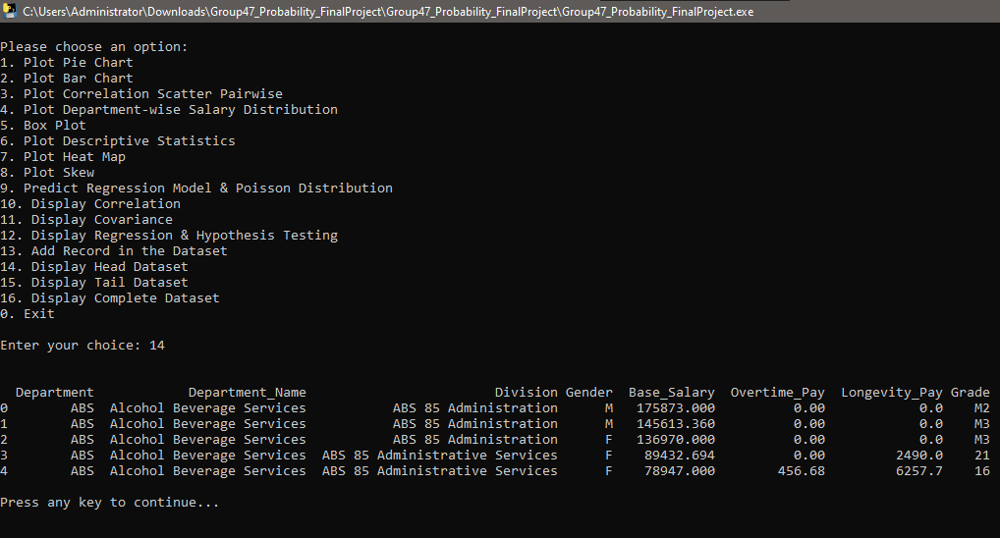 C:\Users\Administrator\Downloads\Group47_Probability_FinalProject\Group47_Probability_FinalProject\Group47_Probability_FinalProject.exe
Please choose an option:
1. Plot Pie Chart
2. Plot Bar Chart
3. Plot Correlation Scatter Pairwise
4. Plot Department-wise Salary Distribution
5. Box Plot
6. Plot Descriptive Statistics
7. Plot Heat Map
8. Plot Skew
9. Predict Regression Model & Poisson Distribution
10. Display Correlation
11. Display Covariance
12. Display Regression & Hypothesis Testing
13. Add Record in the Dataset
14. Display Head Dataset
15. Display Tail Dataset
16. Display Complete Dataset
0. Exit
Enter your choice: 14
Department Department_Name Division Gender Base_Salary Overtime_Pay Longevity_Pay Grade
0 ABS Alcohol Beverage Services ABS 85 Administration M 175873.000 0.00 0.0 M2
1 ABS Alcohol Beverage Services ABS 85 Administration M 145613.360 0.00 0.0 M3
2 ABS Alcohol Beverage Services ABS 85 Administration F 136970.000 0.00 0.0 M3
3 ABS Alcohol Beverage Services ABS 85 Administrative Services F 89432.694 0.00 2490.0 21
4 ABS Alcohol Beverage Services ABS 85 Administrative Services F 78947.000 456.68 6257.7 16
Press any key to continue...